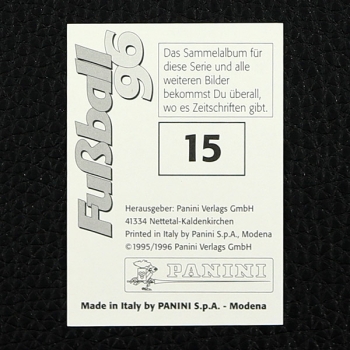 Fußball
96
Das Sammelalbum für
diese Serie und alle
weiteren Bilder
bekommst Du überall,
wo es Zeitschriften gibt.
15
Herausgeber: Panini Verlags GmbH
41334 Nettetal-Kaldenkirchen
Printed in Italy by Panini S.p.A., Modena
©1995/1996 Panini Verlags GmbH
PANINI
Made in Italy by PANINI S.p.A. - Modena